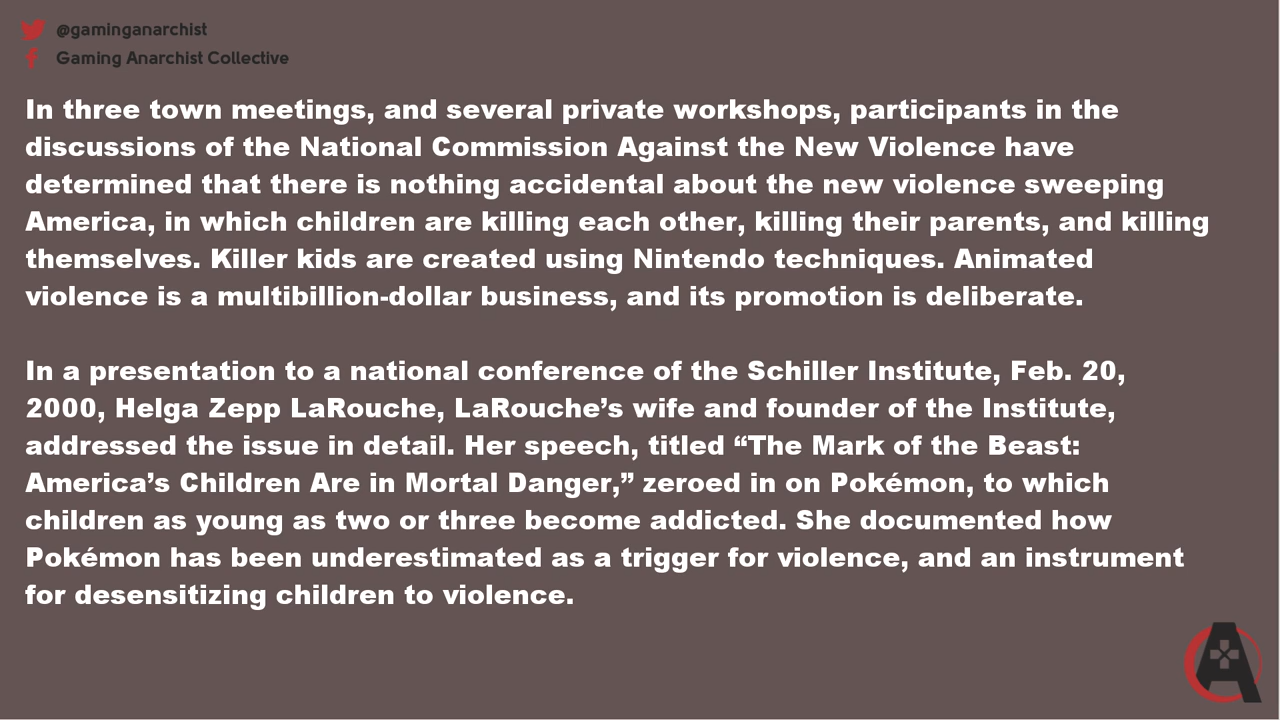 @gaminganarchist
Gaming Anarchist Collective
In three town meetings, and several private workshops, participants in the
discussions of the National Commission Against the New Violence have
determined that there is nothing accidental about the new violence sweeping
America, in which children are killing each other, killing their parents, and killing
themselves. Killer kids are created using Nintendo techniques. Animated
violence is a multibillion-dollar business, and its promotion is deliberate.
In a presentation to a national conference of the Schiller Institute, Feb. 20,
2000, Helga Zepp LaRouche, LaRouche’s wife and founder of the Institute,
addressed the issue in detail. Her speech, titled “The Mark of the Beast:
America’s Children Are in Mortal Danger,” zeroed in on Pokémon, to which
children as young as two or three become addicted. She documented how
Pokémon has been underestimated as a trigger for violence, and an instrument
for desensitizing children to violence.